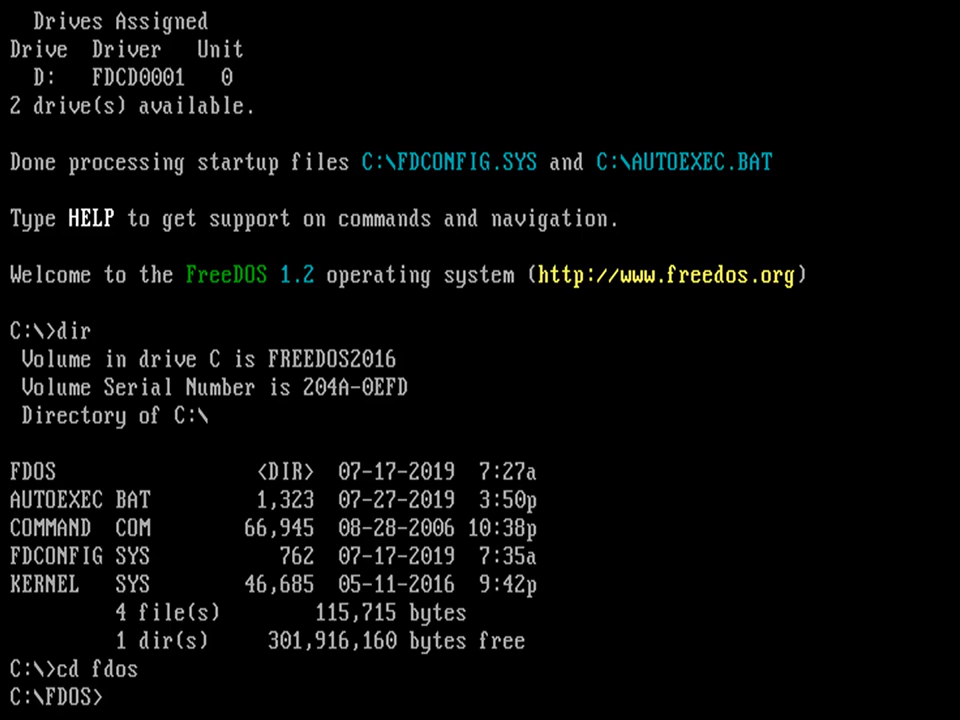 Drives Assigned
Drive  Driver   Unit
  D:   FDCD0001   0
2 drive(s) available.
Done processing startup files C:\FDCONFIG.SYS and C:\AUTOEXEC.BAT
Type HELP to get support on commands and navigation.
Welcome to the FreeDOS 1.2 operating system (http://www.freedos.org)
C:\>dir
 Volume in drive C is FREEDOS2016
 Volume Serial Number is 204A-0EFD
 Directory of C:\
FDOS                 <DIR>  07-17-2019  7:27a
AUTOEXEC BAT         1,323  07-27-2019  3:50p
COMMAND  COM        66,945  08-28-2006 10:38p
FDCONFIG SYS           762  07-17-2019  7:35a
KERNEL   SYS        46,685  05-11-2016  9:42p
         4 file(s)        115,715 bytes
         1 dir(s)     301,916,160 bytes free
C:\>cd fdos
C:\FDOS>